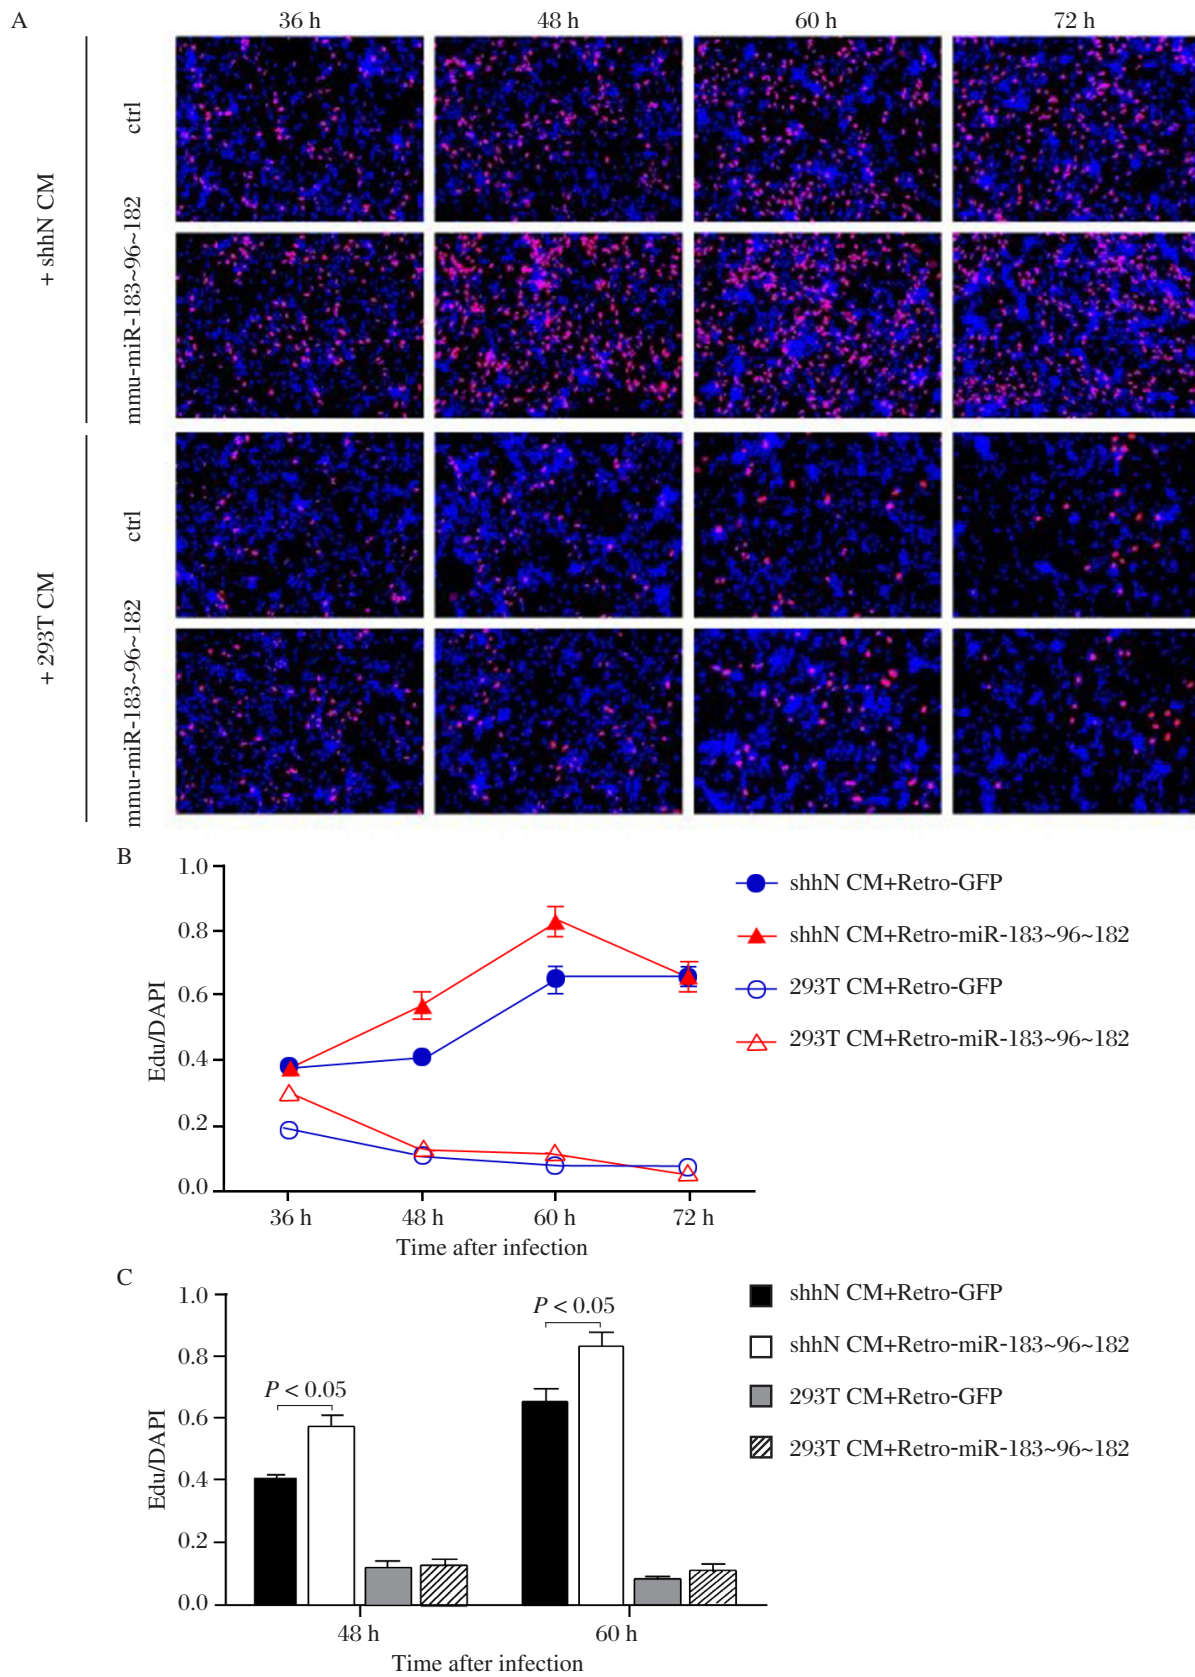 A
36 h 48 h 60 h 72 h
+ shhN CM
ctrl
mmu-miR-183~96~182
+ 293T CM
ctrl
mmu-miR-183~96~182
B
1.0
0.8
0.6
0.4
0.2
0.0
Edu/DAPI
36 h 48 h 60 h 72 h
Time after infection
shhN CM+Retro-GFP
shhN CM+Retro-miR-183~96~182
293T CM+Retro-GFP
293T CM+Retro-miR-183~96~182
C
1.0
0.8
0.6
0.4
0.2
0.0
Edu/DAPI
P < 0.05
P < 0.05
48 h 60 h
Time after infection
shhN CM+Retro-GFP
shhN CM+Retro-miR-183~96~182
293T CM+Retro-GFP
293T CM+Retro-miR-183~96~182